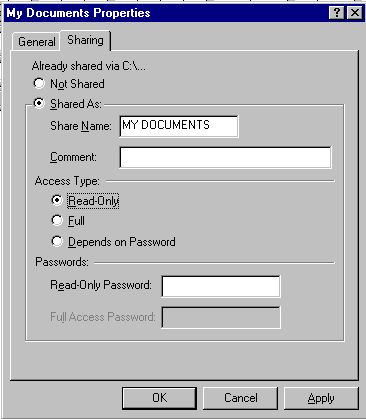 My Documents Properties
General Sharing
Already shared via C:\...
Not Shared
Shared As:
Share Name: MY DOCUMENTS
Comment:
Access Type:
Read-Only
Full
Depends on Password
Passwords:
Read-Only Password:
Full Access Password:
OK Cancel Apply